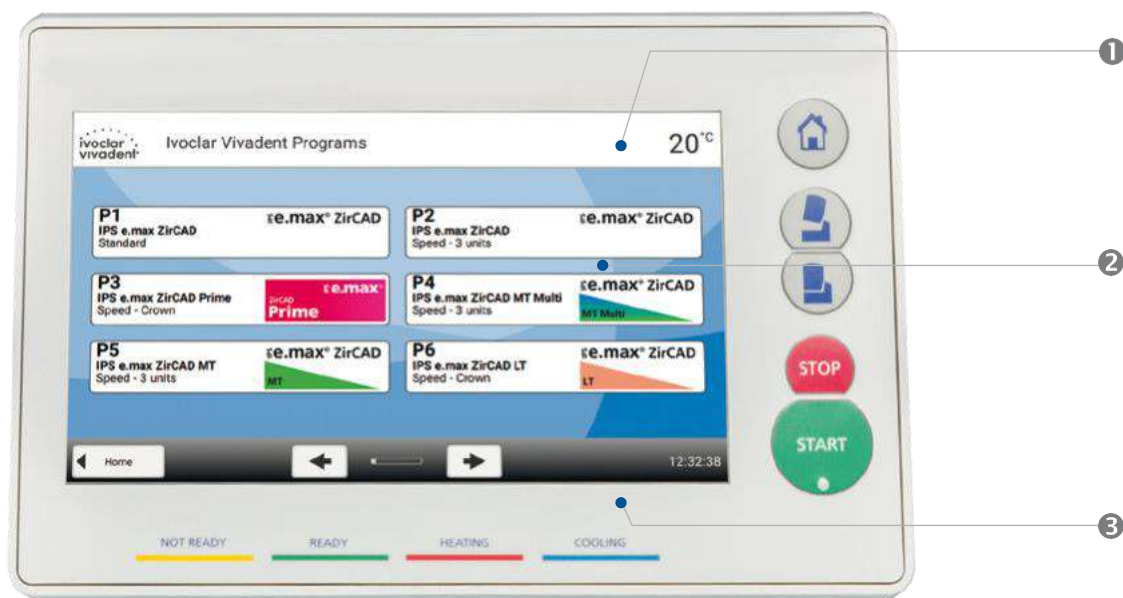 1
ivoclar
vivadent
Ivoclar Vivadent Programs
20°C
P1
IPS e.max ZirCAD
Standard
e.max® ZirCAD
P2
IPS e.max ZirCAD
Speed - 3 units
e.max® ZirCAD
2
P3
IPS e.max ZirCAD Prime
Speed - Crown
e.max®
ZirCAD
Prime
P4
IPS e.max ZirCAD MT Multi
Speed - 3 units
e.max® ZirCAD
MT Multi
P5
IPS e.max ZirCAD MT
Speed - 3 units
e.max® ZirCAD
MT
P6
IPS e.max ZirCAD LT
Speed - Crown
e.max® ZirCAD
LT
STOP
START
Home
12:32:38
3
NOT READY
READY
HEATING
COOLING